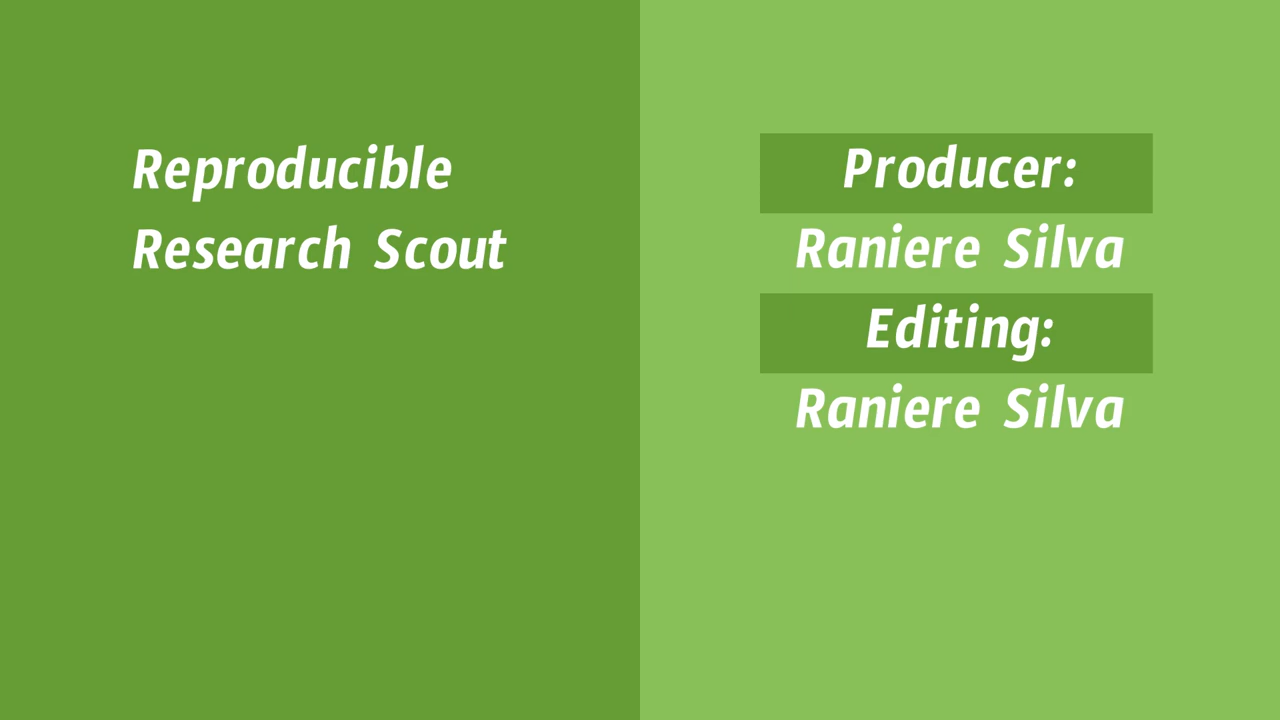 Reproducible
Research Scout
Producer:
Raniere Silva
Editing:
Raniere Silva